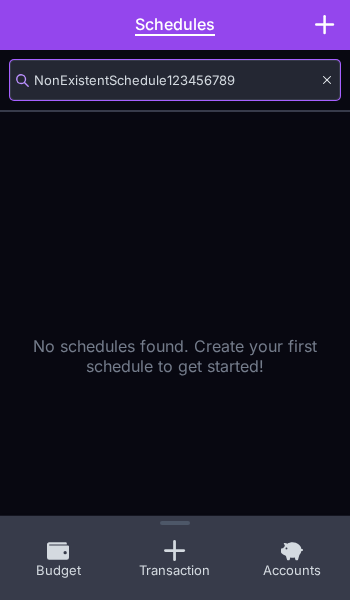 Schedules
NonExistentSchedule123456789
No schedules found. Create your first
schedule to get started!
Budget
Transaction
Accounts